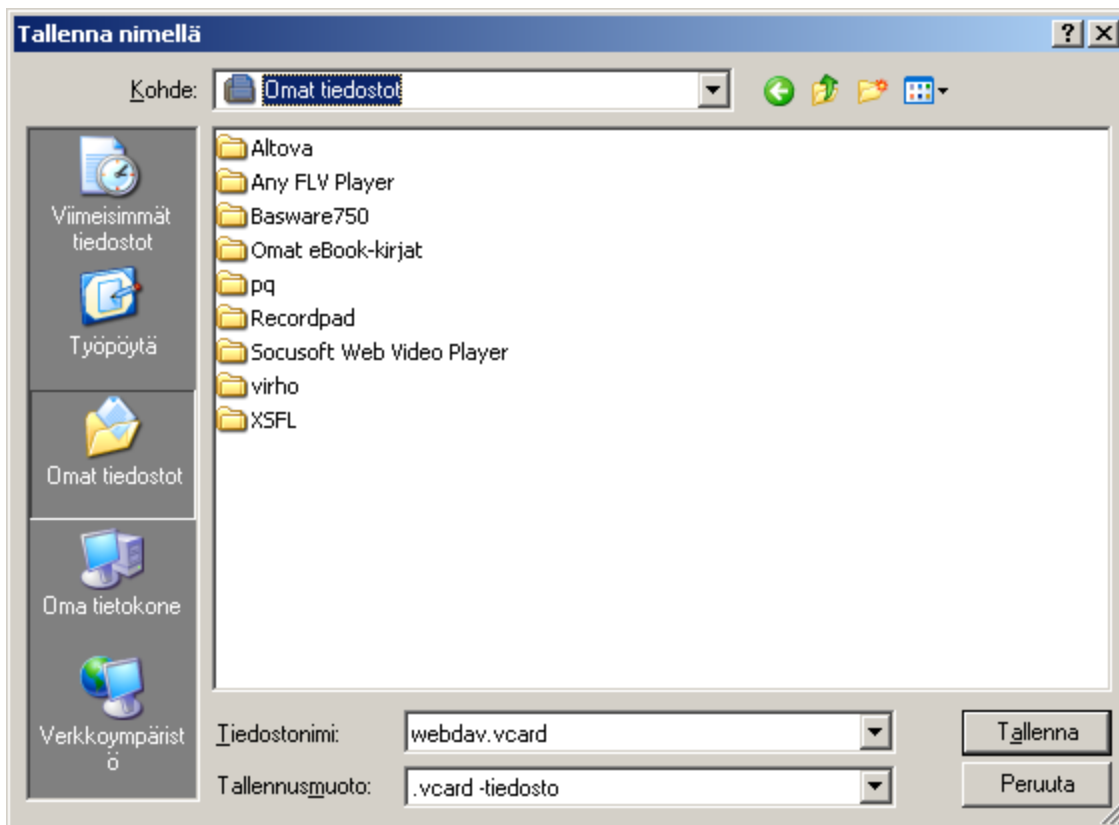 Tallenna nimellä
Kohde: Omat tiedostot
Viimeisimmät
tiedostot
Työpöytä
Omat tiedostot
Oma tietokone
Verkkoympärist
ö
Altova
Any FLV Player
Basware750
Omat eBook-kirjat
pq
Recordpad
Socusoft Web Video Player
virho
XSFL
Tiedostonimi: webdav.vcard
Tallenna
Tallennusmuoto: .vcard -tiedosto
Peruuta